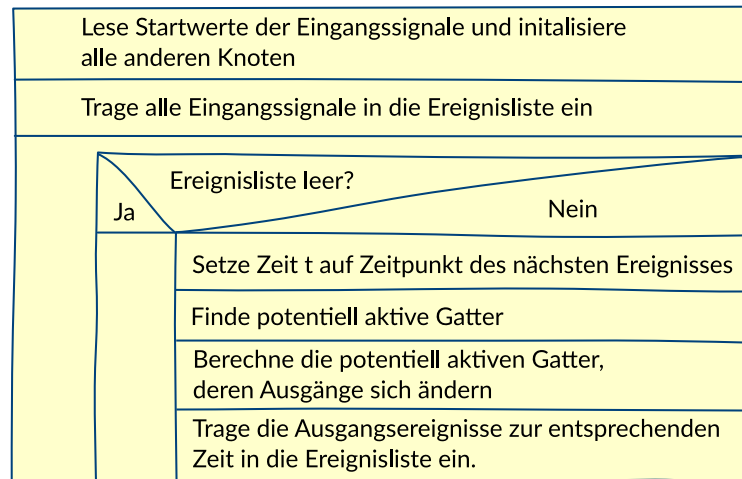 Lese Startwerte der Eingangssignale und initalisiere
alle anderen Knoten
Trage alle Eingangssignale in die Ereignisliste ein
Ereignisliste leer?
Ja
Nein
Setze Zeit t auf Zeitpunkt des nächsten Ereignisses
Finde potentiell aktive Gatter
Berechne die potentiell aktiven Gatter,
deren Ausgänge sich ändern
Trage die Ausgangsereignisse zur entsprechenden
Zeit in die Ereignisliste ein.